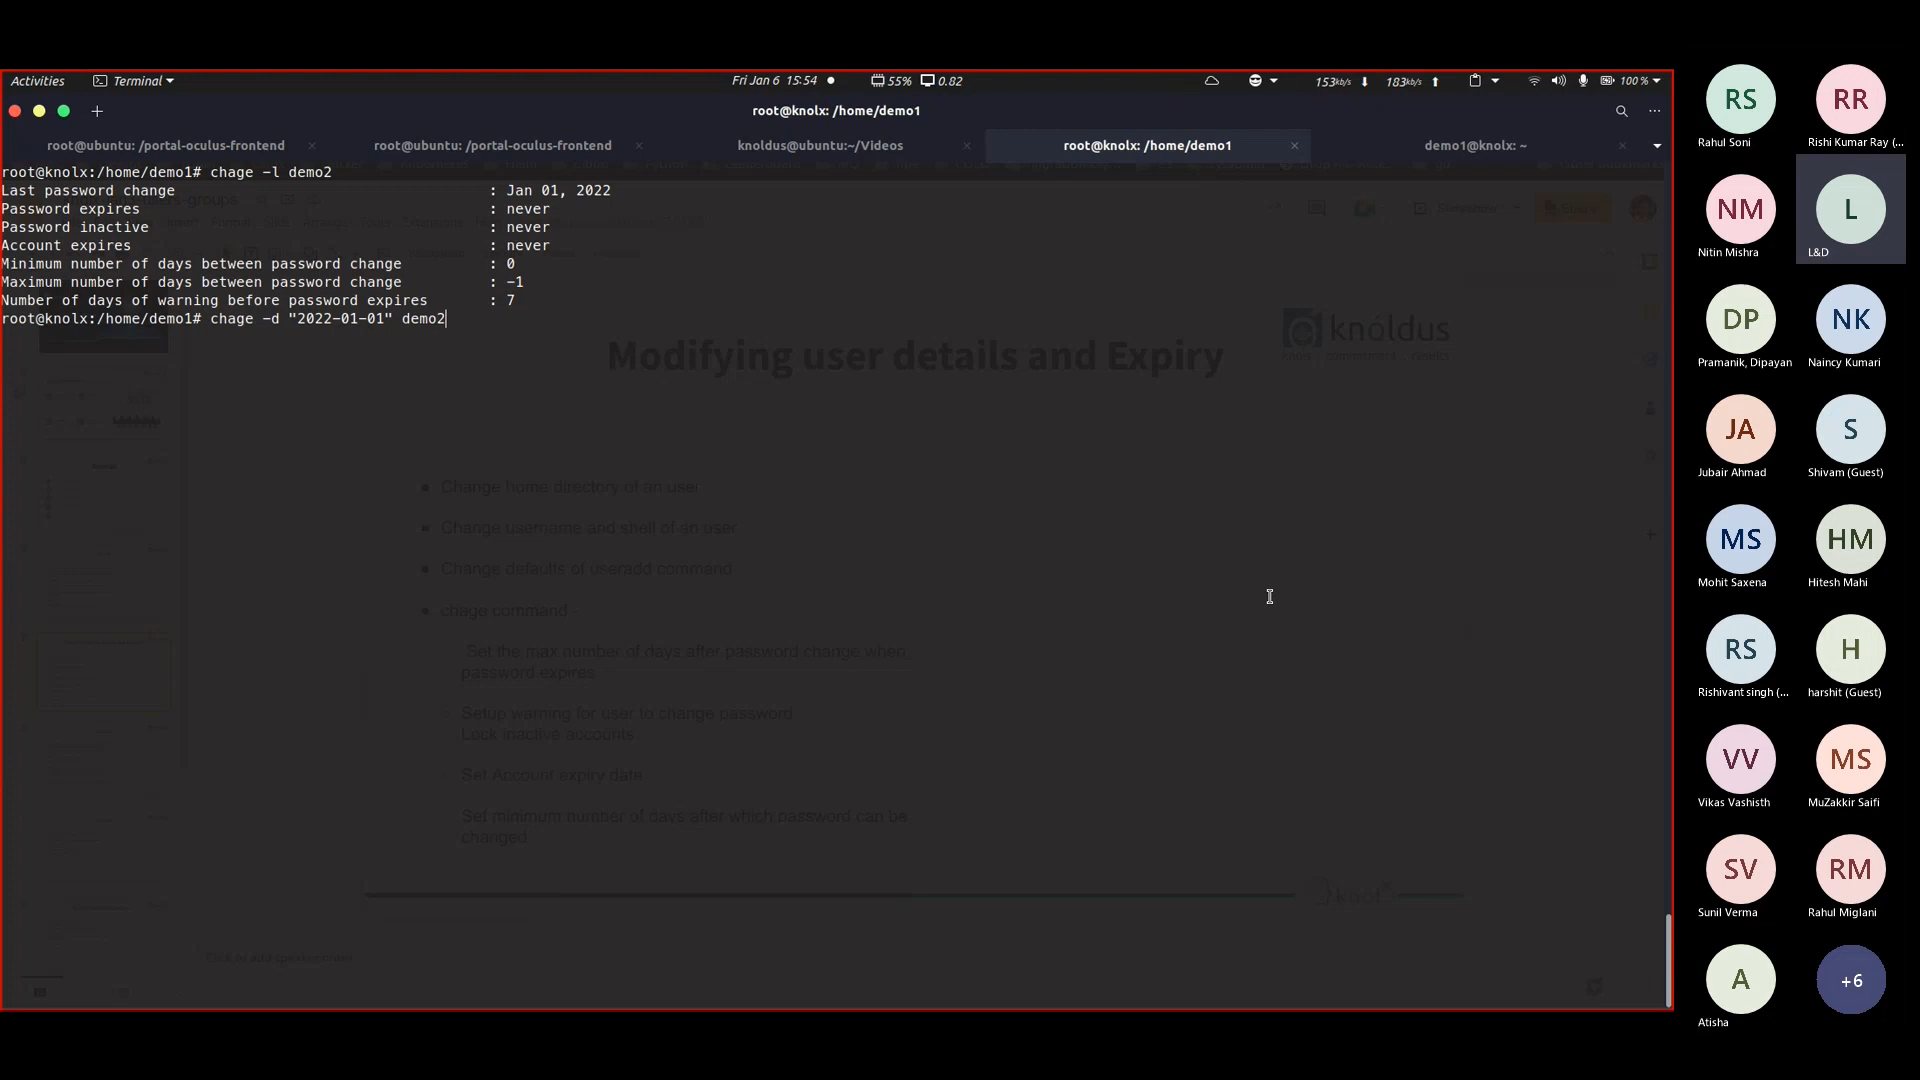 Activities
Terminal
Fri Jan 6 15:54
55%
0.82
153kb/s
183kb/s
100 %
root@knolx: /home/demo1
root@ubuntu: /portal-oculus-frontend
root@ubuntu: /portal-oculus-frontend
knoldus@ubuntu:~/Videos
root@knolx: /home/demo1
demo1@knolx: ~
root@knolx:/home/demo1# chage -l demo2
Last password change : Jan 01, 2022
Password expires : never
Password inactive : never
Account expires : never
Minimum number of days between password change : 0
Maximum number of days between password change : -1
Number of days of warning before password expires : 7
root@knolx:/home/demo1# chage -d "2022-01-01" demo2
knoldus
Modifying user details and Expiry
Change home directory of an user
Change username and shell of an user
Change defaults of useradd command
chage command -
Set the max number of days after password change when
password expires
Setup warning for user to change password
Lock inactive accounts
Set Account expiry date
Set minimum number of days after which password can be
changed
Click to add speaker notes
RS
Rahul Soni
RR
Rishi Kumar Ray (...
NM
Nitin Mishra
L
L&D
DP
Pramanik, Dipayan
NK
Naincy Kumari
JA
Jubair Ahmad
S
Shivam (Guest)
MS
Mohit Saxena
HM
Hitesh Mahi
RS
Rishivant singh (...
H
harshit (Guest)
VV
Vikas Vashisth
MS
MuZakkir Saifi
SV
Sunil Verma
RM
Rahul Miglani
A
Atisha
+6